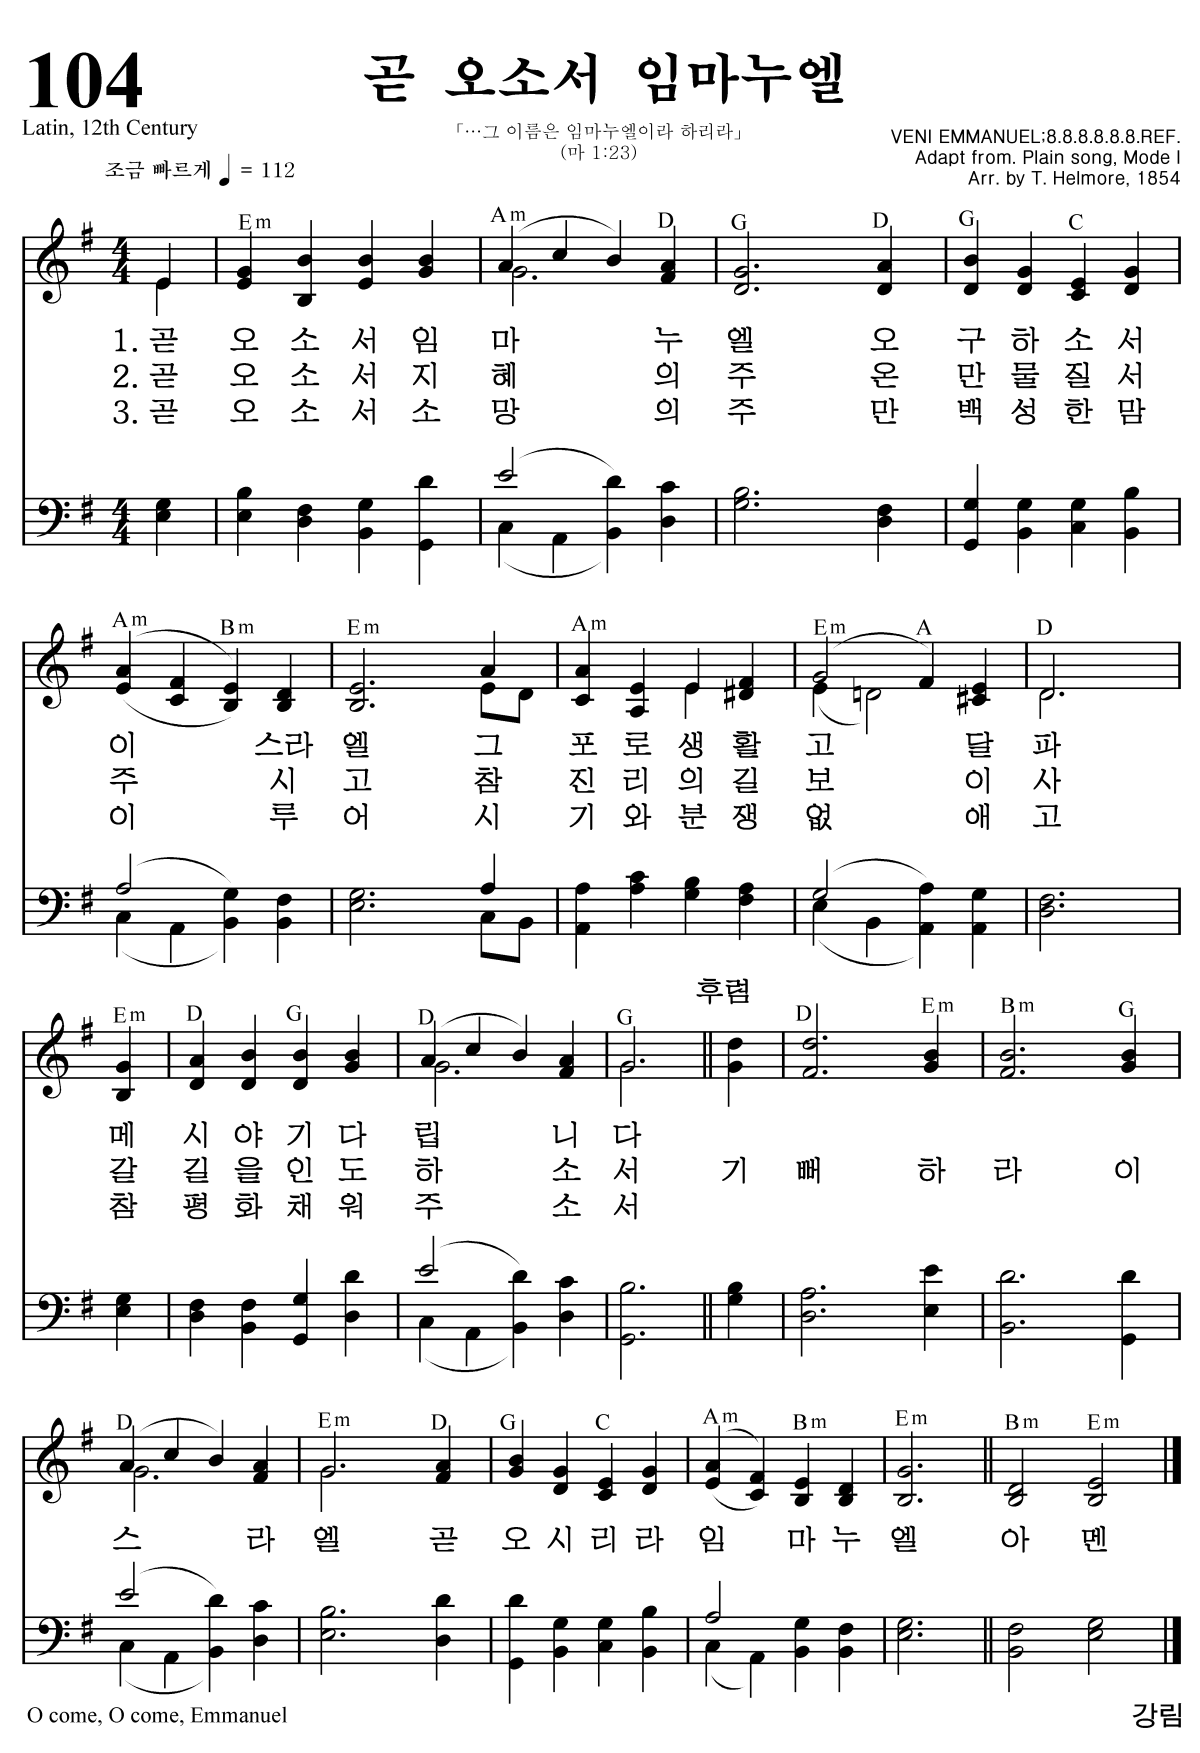 104
곧 오소서 임마누엘
Latin, 12th Century
「…그 이름은 임마누엘이라 하리라」
(마 1:23)
VENI EMMANUEL;8.8.8.8.8.8.REF.
Adapt from. Plain song, Mode I
Arr. by T. Helmore, 1854
조금 빠르게 ♩ = 112
Em Am D G D G C
1. 곧 오 소 서 임 마 누 엘 오 구 하 소 서
2. 곧 오 소 서 지 혜 의 주 온 만 물 질 서
3. 곧 오 소 서 소 망 의 주 만 백 성 한 맘
Am Bm Em Am Em A D
이 스라 엘 그 포 로 생 활 고 달 파
주 시 고 참 진 리 의 길 보 이 사
이 루 어 시 기 와 분 쟁 없 애 고
후렴
Em D G D G D Em Bm G
메 시 야 기 다 립 니 다
갈 길 을 인 도 하 소 서 기 뻐 하 라 이
참 평 화 채 워 주 소 서
D Em D G C Am Bm Em Bm Em
스 라 엘 곧 오 시 리 라 임 마 누 엘 아 멘
O come, O come, Emmanuel
강림